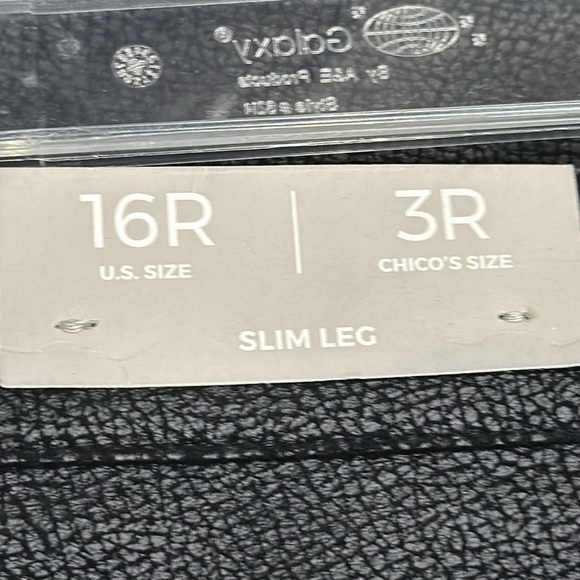 Galaxy®
By A&E Products
16R
U.S. SIZE
3R
CHICO'S SIZE
SLIM LEG